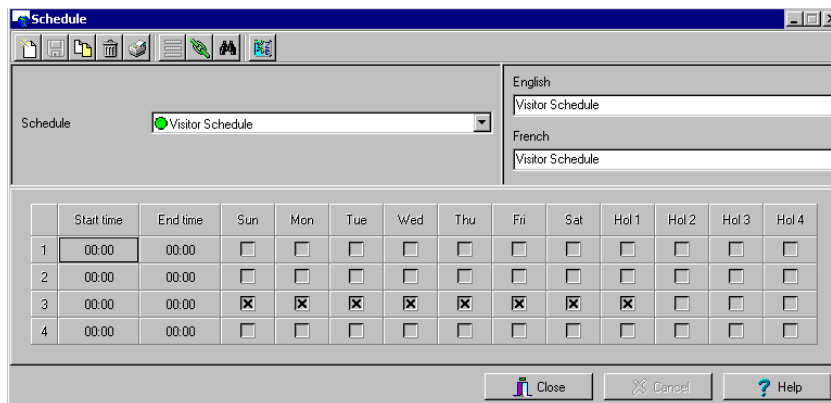 Schedule
English
Visitor Schedule
Schedule Visitor Schedule
French
Visitor Schedule
Start time End time Sun Mon Tue Wed Thu Fri Sat Hol 1 Hol 2 Hol 3 Hol 4
1 00:00 00:00
2 00:00 00:00
3 00:00 00:00
4 00:00 00:00
Close Cancel Help